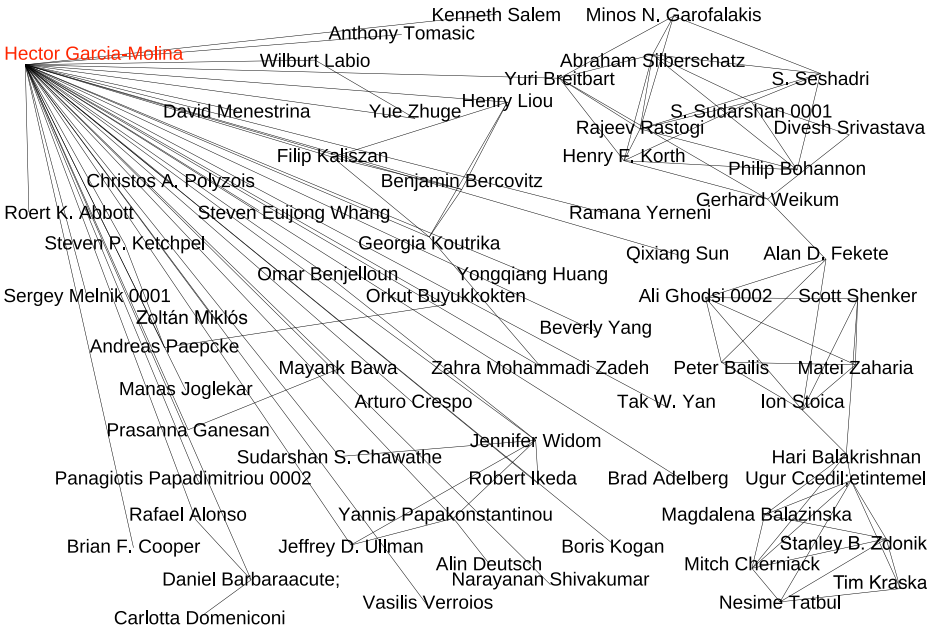 Kenneth Salem
Minos N. Garofalakis
Anthony Tomasic
Hector Garcia-Molina
Wilburt Labio
Abraham Silberschatz
Yuri Breitbart
S. Seshadri
Henry Liou
David Menestrina
Yue Zhuge
S. Sudarshan 0001
Rajeev Rastogi
Divesh Srivastava
Filip Kaliszan
Henry F. Korth
Philip Bohannon
Christos A. Polyzois
Benjamin Bercovitz
Gerhard Weikum
Roert K. Abbott
Steven Euijong Whang
Ramana Yerneni
Steven P. Ketchpel
Georgia Koutrika
Qixiang Sun
Alan D. Fekete
Omar Benjelloun
Yongqiang Huang
Sergey Melnik 0001
Orkut Buyukkokten
Ali Ghodsi 0002
Scott Shenker
Zoltán Miklós
Beverly Yang
Andreas Paepcke
Mayank Bawa
Zahra Mohammadi Zadeh
Peter Bailis
Matei Zaharia
Manas Joglekar
Arturo Crespo
Tak W. Yan
Ion Stoica
Prasanna Ganesan
Jennifer Widom
Sudarshan S. Chawathe
Hari Balakrishnan
Panagiotis Papadimitriou 0002
Robert Ikeda
Brad Adelberg
Ugur Ccedil;etintemel
Rafael Alonso
Yannis Papakonstantinou
Magdalena Balazinska
Brian F. Cooper
Jeffrey D. Ullman
Boris Kogan
Stanley B. Zdonik
Alin Deutsch
Mitch Cherniack
Daniel Barbaraacute;
Narayanan Shivakumar
Tim Kraska
Vasilis Verroios
Nesime Tatbul
Carlotta Domeniconi